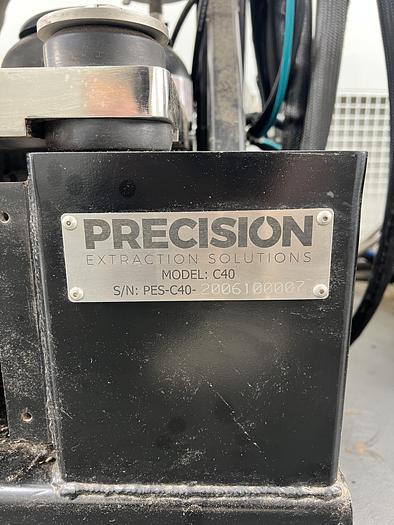 PRECISION
EXTRACTION SOLUTIONS
MODEL: C40
S/N: PES-C40-2006100007